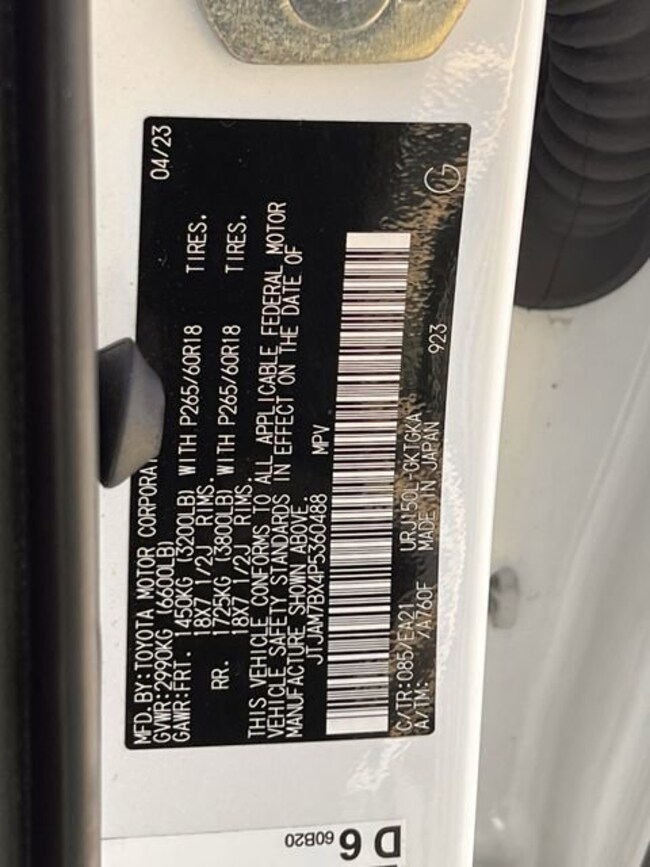 MFD. BY:TOYOTA MOTOR CORPORA 04/23
GVWR:2990KG (6600LB)
GAWR:FRT. 1450KG (3200LB) WITH P265/60R18 TIRES.
18X7 1/2J RIMS.
RR. 1725KG (3800LB) WITH P265/60R18 TIRES.
18X7 1/2J RIMS.
THIS VEHICLE CONFORMS TO ALL APPLICABLE FEDERAL MOTOR
VEHICLE SAFETY STANDARDS IN EFFECT ON THE DATE OF
MANUFACTURE SHOWN ABOVE.
JTJAM7BX4P5360488 MPV
C/TR:085/EA21 URJ150L-GKTGKA 923
A/TM: /A760F MADE IN JAPAN
G
60B20
D 6